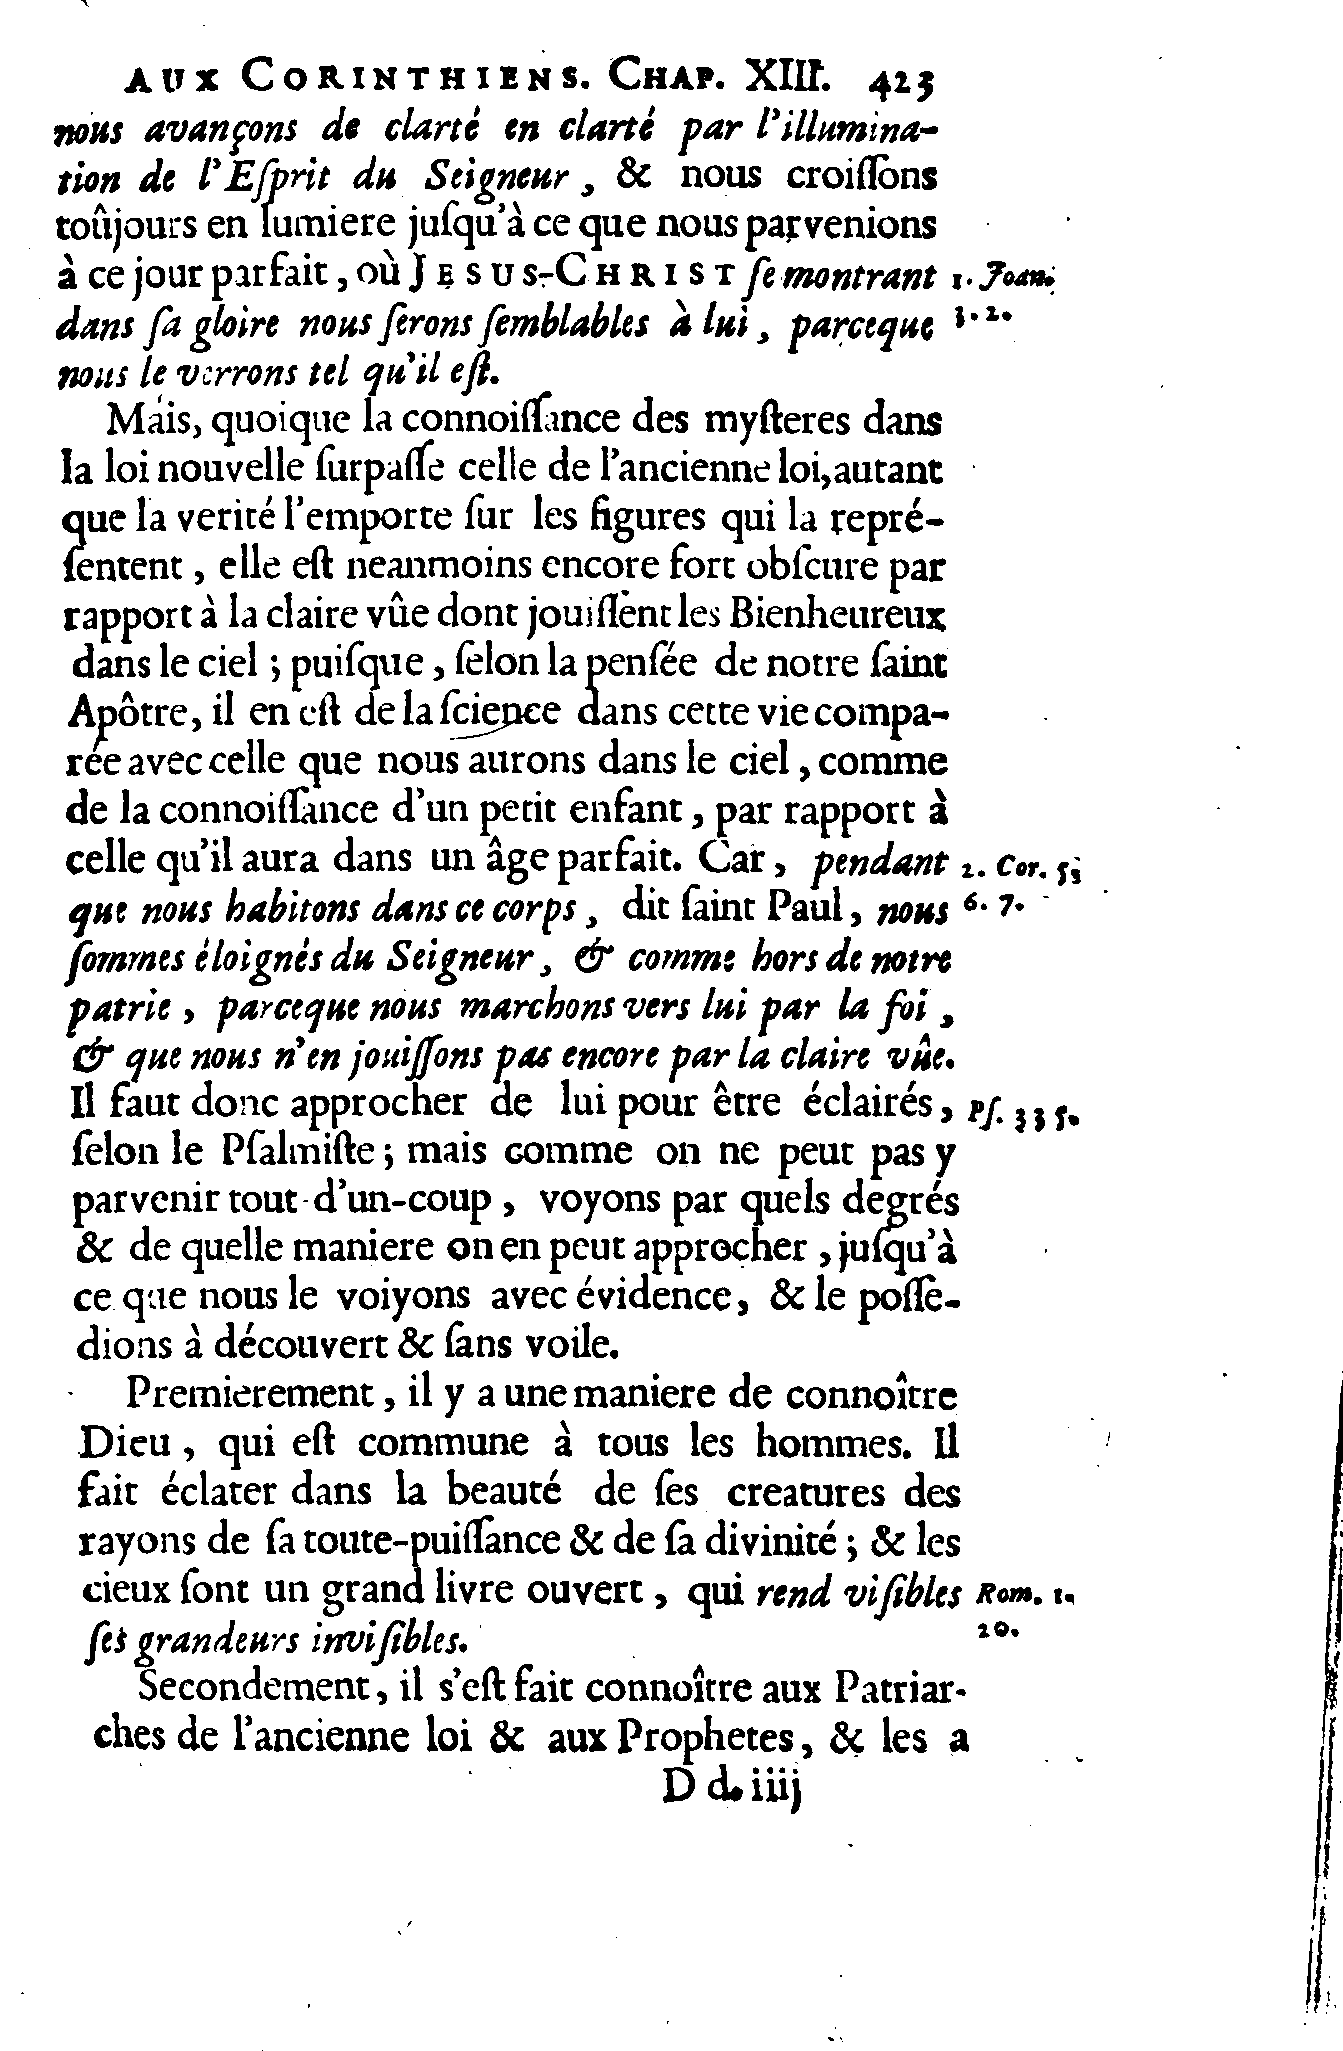 AUX CORINTHIENS. CHAP. XIII. 423
nous avançons de clarté en clarté par l'illumina-
tion de l'Eſprit du Seigneur, & nous croiſſons
toûjours en lumiere juſqu'à ce que nous parvenions
à ce jour parfait, où JESUS-CHRIST ſe montrant
1. Joan.
dans ſa gloire nous ſerons ſemblables à lui, parceque
3. 2.
nous le verrons tel qu'il eſt.
Mais, quoique la connoiſſance des myſteres dans
la loi nouvelle ſurpaſſe celle de l'ancienne loi, autant
que la verité l'emporte ſur les figures qui la repré-
ſentent, elle eſt neanmoins encore fort obſcure par
rapport à la claire vûe dont jouiſſent les Bienheureux
dans le ciel ; puiſque, ſelon la penſée de notre ſaint
Apôtre, il en eſt de la ſcience dans cette vie compa-
rée avec celle que nous aurons dans le ciel, comme
de la connoiſſance d'un petit enfant, par rapport à
celle qu'il aura dans un âge parfait. Car, pendant
2. Cor. 5.
que nous habitons dans ce corps, dit ſaint Paul, nous
6. 7.
ſommes éloignés du Seigneur, & comme hors de notre
patrie, parceque nous marchons vers lui par la foi,
& que nous n'en jouiſſons pas encore par la claire vûe.
Il faut donc approcher de lui pour être éclairés,
Pſ. 33 5.
ſelon le Pſalmiſte ; mais comme on ne peut pas y
parvenir tout-d'un-coup, voyons par quels degrés
& de quelle maniere on en peut approcher, juſqu'à
ce que nous le voiyons avec évidence, & le poſſe-
dions à découvert & ſans voile.
Premierement, il y a une maniere de connoître
Dieu, qui eſt commune à tous les hommes. Il
fait éclater dans la beauté de ſes creatures des
rayons de ſa toute-puiſſance & de ſa divinité ; & les
cieux ſont un grand livre ouvert, qui rend viſibles
Rom. 1.
ſes grandeurs inviſibles.
20.
Secondement, il s'eſt fait connoître aux Patriar-
ches de l'ancienne loi & aux Prophetes, & les a
D d. iiij